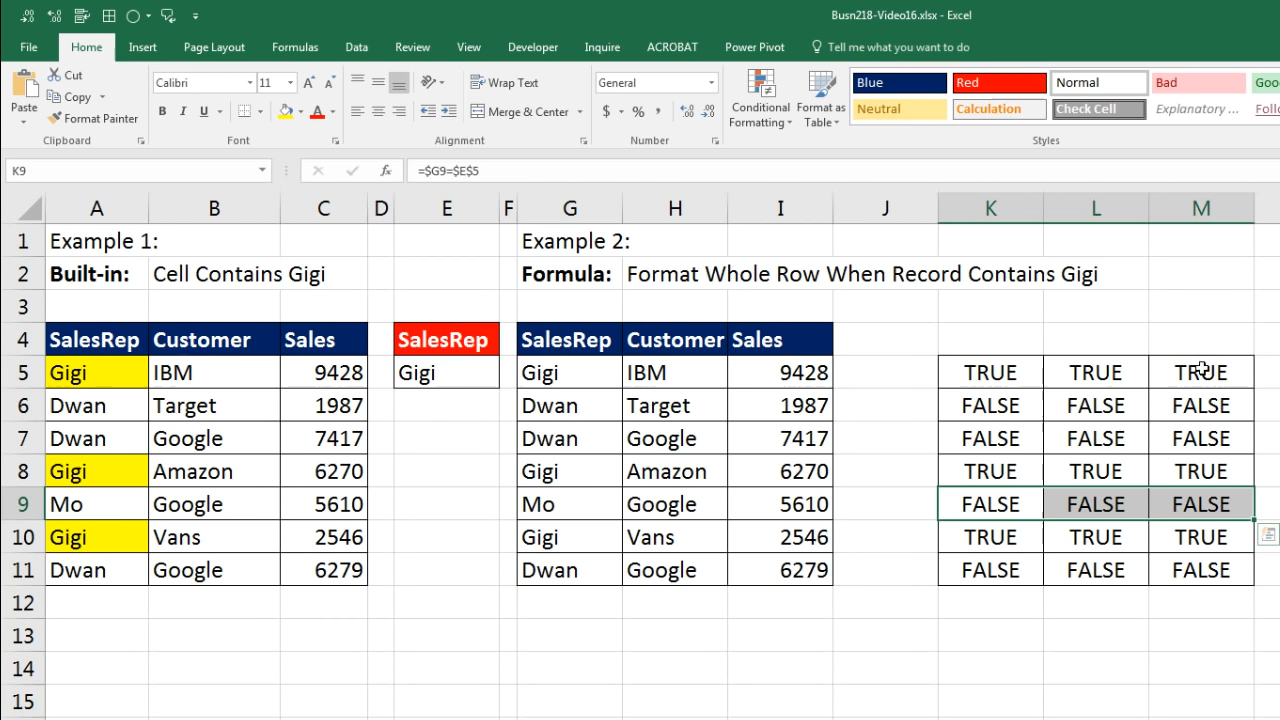 Busn218-Video16.xlsx - Excel
File Home Insert Page Layout Formulas Data Review View Developer Inquire ACROBAT Power Pivot Tell me what you want to do
Paste Cut Copy Format Painter
Calibri 11 A A
B I U A
Wrap Text
Merge & Center
General
$ % ,
Conditional Formatting Format as Table
Blue Red Normal Bad Goo
Neutral Calculation Check Cell Explanatory ... Follo
Clipboard Font Alignment Number Styles
K9 fx =$G9=$E$5
A B C D E F G H I J K L M
1 Example 1: Example 2:
2 Built-in: Cell Contains Gigi Formula: Format Whole Row When Record Contains Gigi
3
4 SalesRep Customer Sales SalesRep SalesRep Customer Sales
5 Gigi IBM 9428 Gigi Gigi IBM 9428 TRUE TRUE TRUE
6 Dwan Target 1987 Dwan Target 1987 FALSE FALSE FALSE
7 Dwan Google 7417 Dwan Google 7417 FALSE FALSE FALSE
8 Gigi Amazon 6270 Gigi Amazon 6270 TRUE TRUE TRUE
9 Mo Google 5610 Mo Google 5610 FALSE FALSE FALSE
10 Gigi Vans 2546 Gigi Vans 2546 TRUE TRUE TRUE
11 Dwan Google 6279 Dwan Google 6279 FALSE FALSE FALSE
12
13
14
15